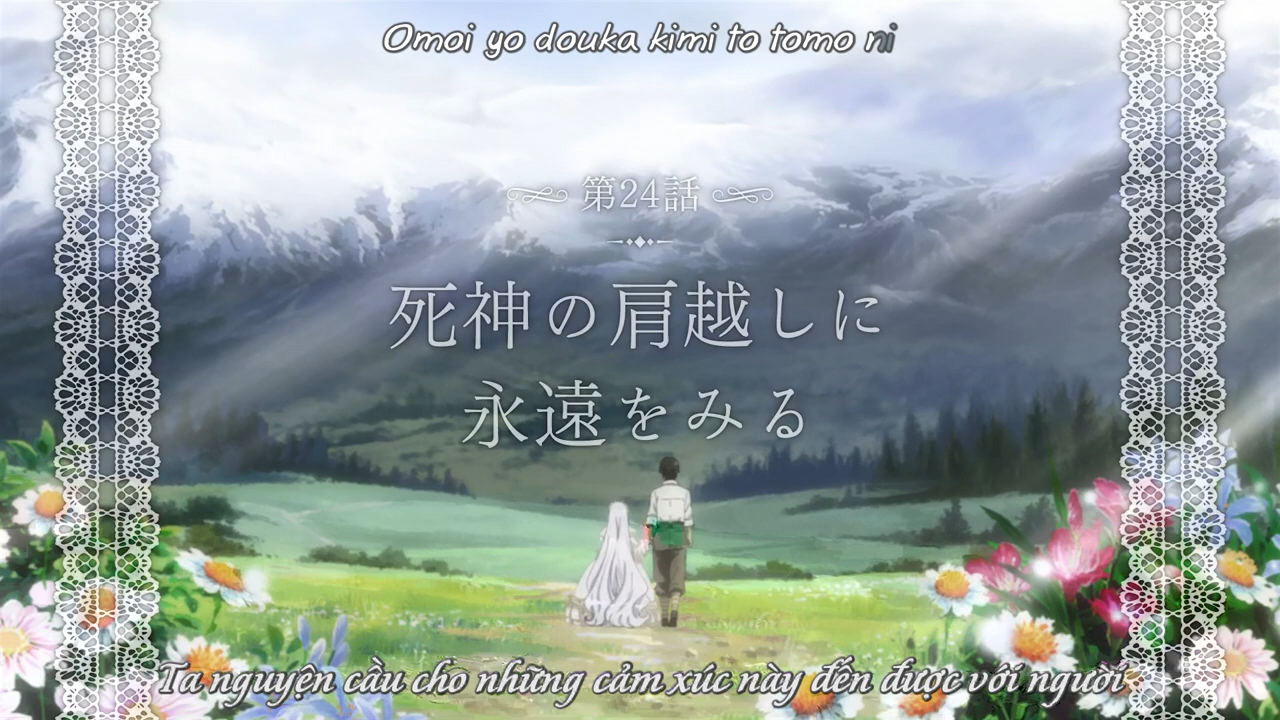 Omoi yo douka kimi to tomo ni
第24話
死神の肩越しに
永遠をみる
Ta nguyện cầu cho những cảm xúc này đến được với người